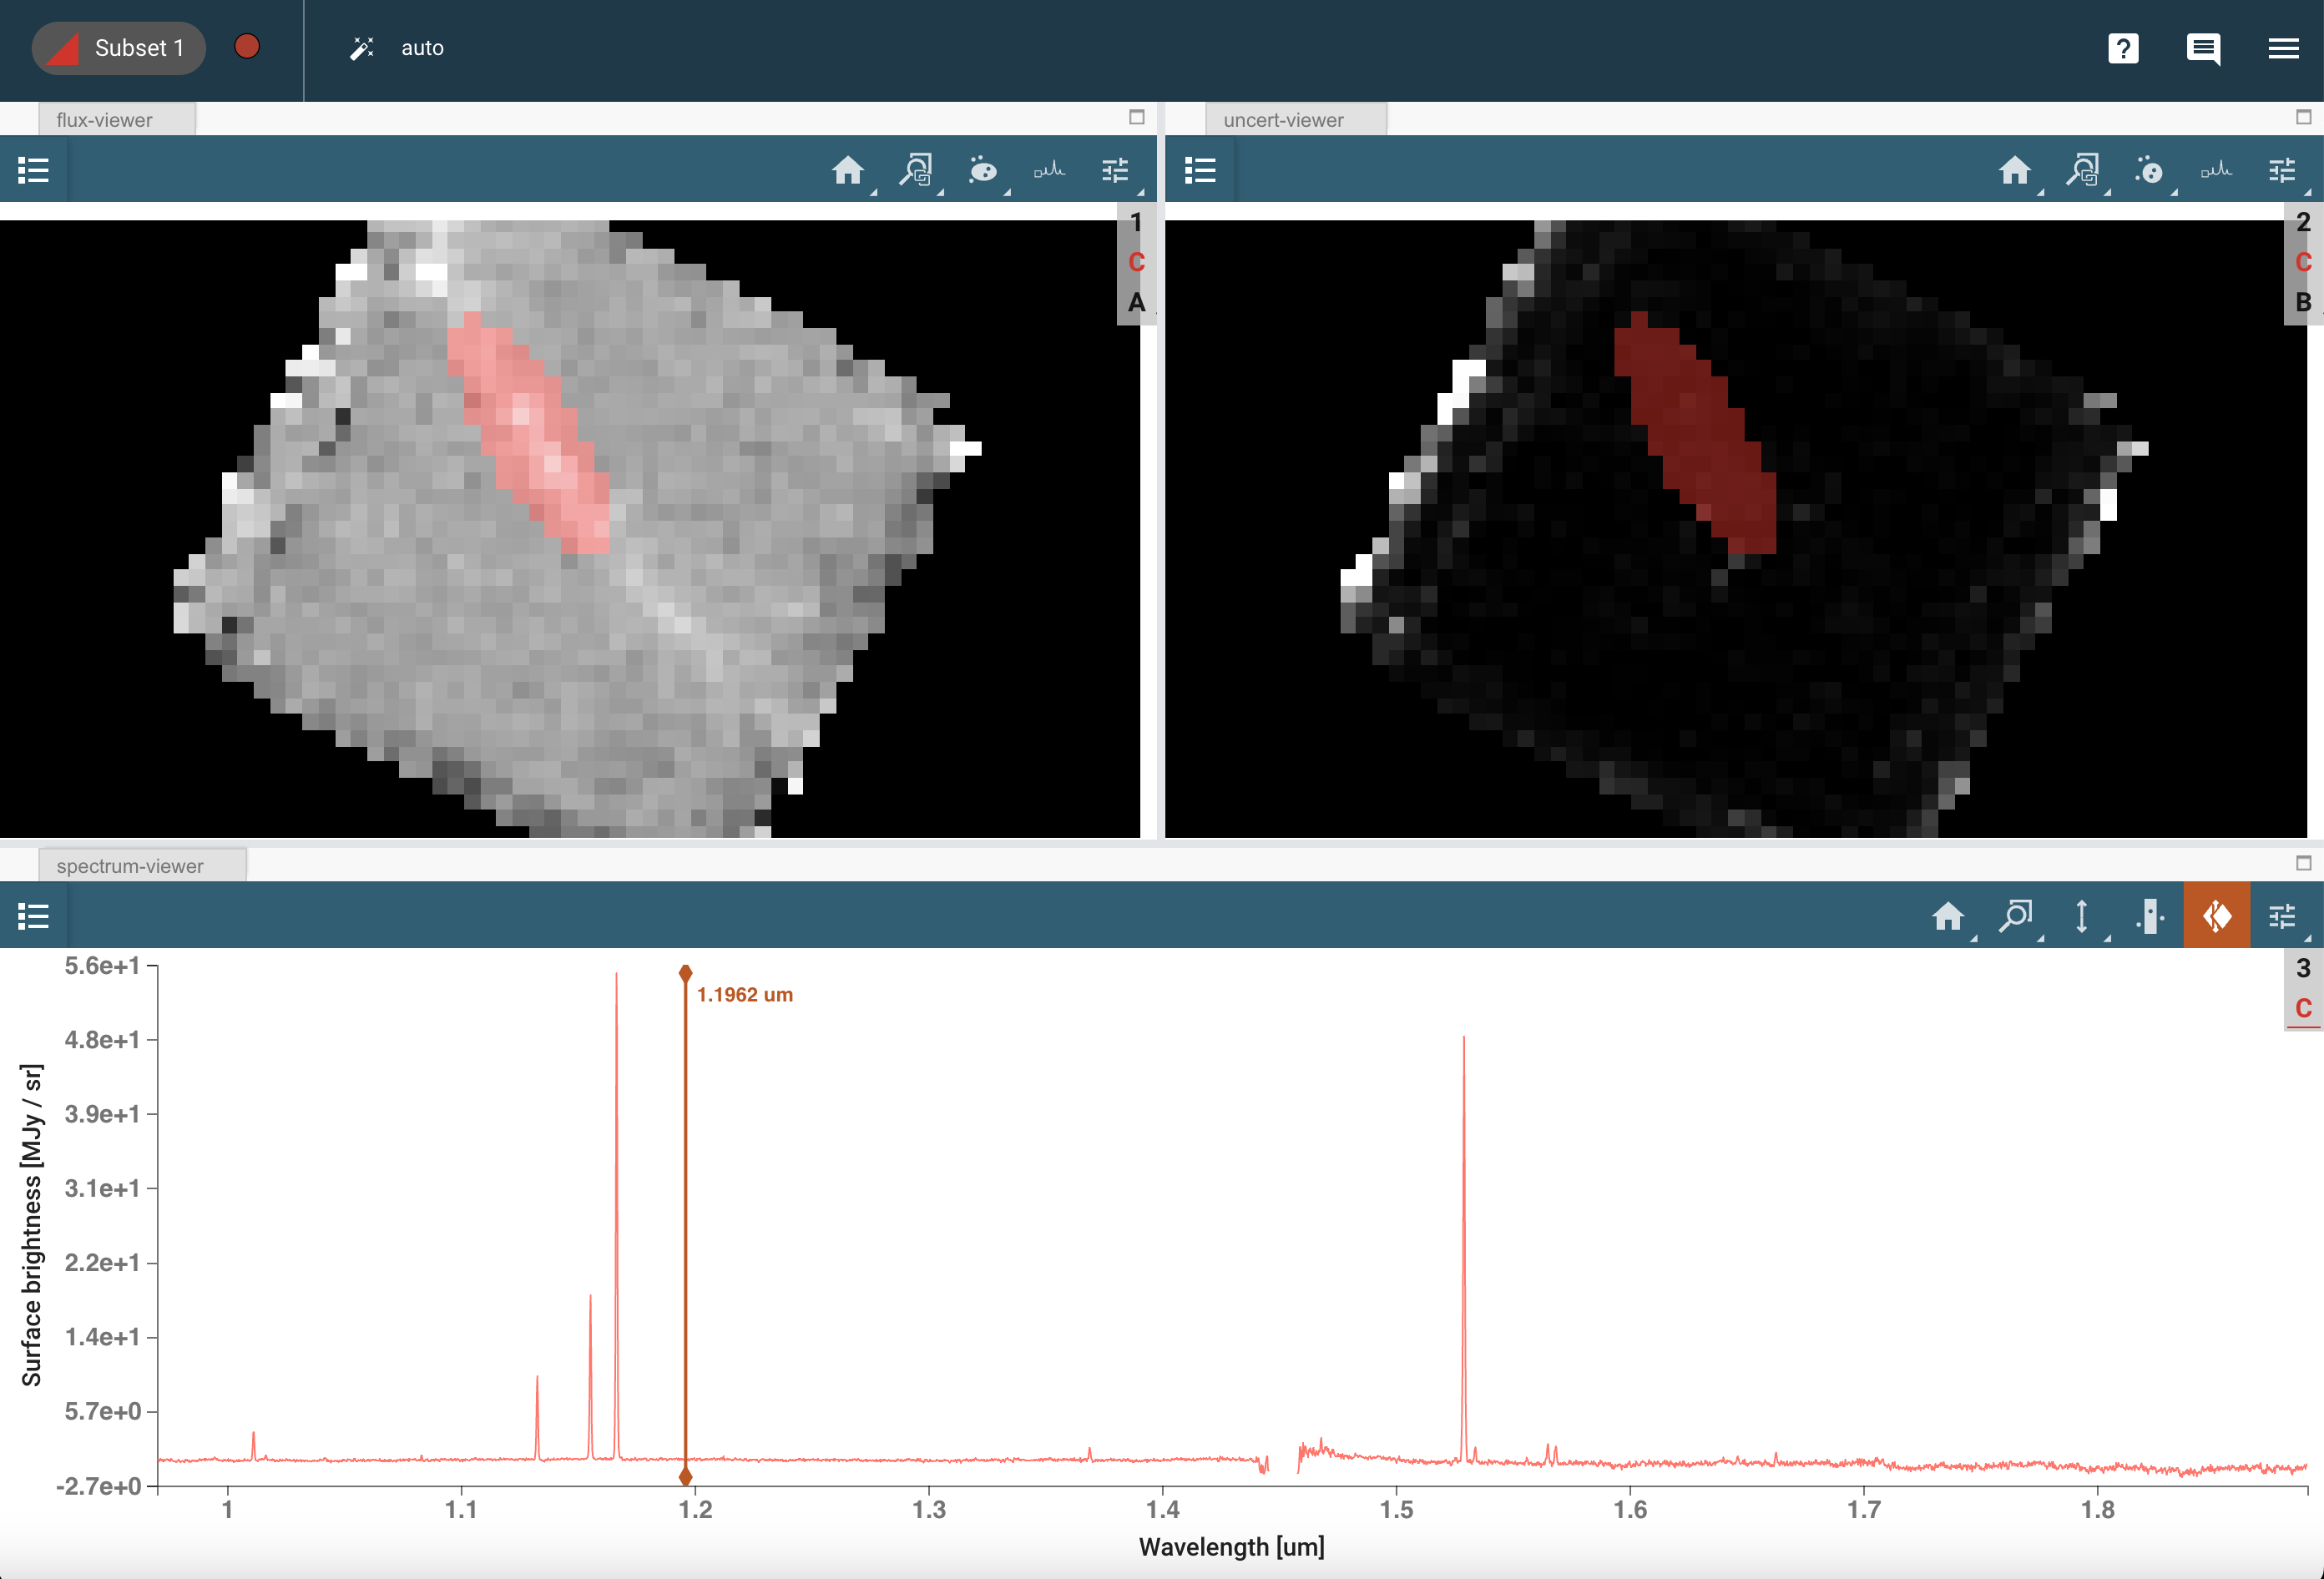 Subset 1
auto
flux-viewer
uncert-viewer
1
C
A
2
C
B
spectrum-viewer
3
C
5.6e+1
4.8e+1
3.9e+1
3.1e+1
2.2e+1
1.4e+1
5.7e+0
-2.7e+0
Surface brightness [MJy / sr]
1.1962 um
1
1.1
1.2
1.3
1.4
1.5
1.6
1.7
1.8
Wavelength [um]